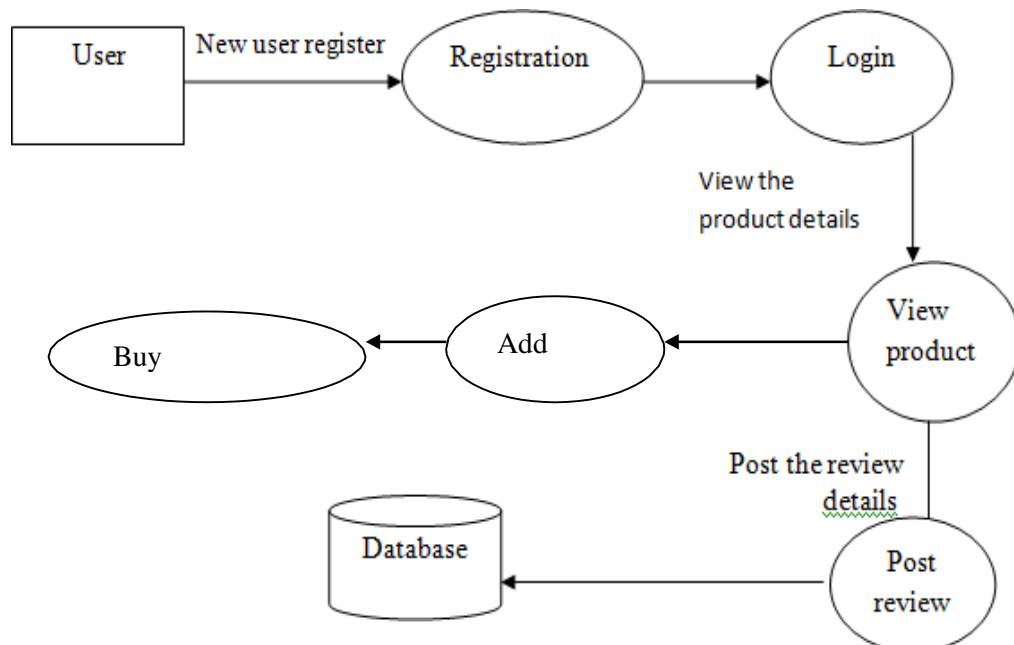 User
New user register
Registration
Login
View the
product details
View
product
Add
Buy
Post the review
details
Database
Post
review